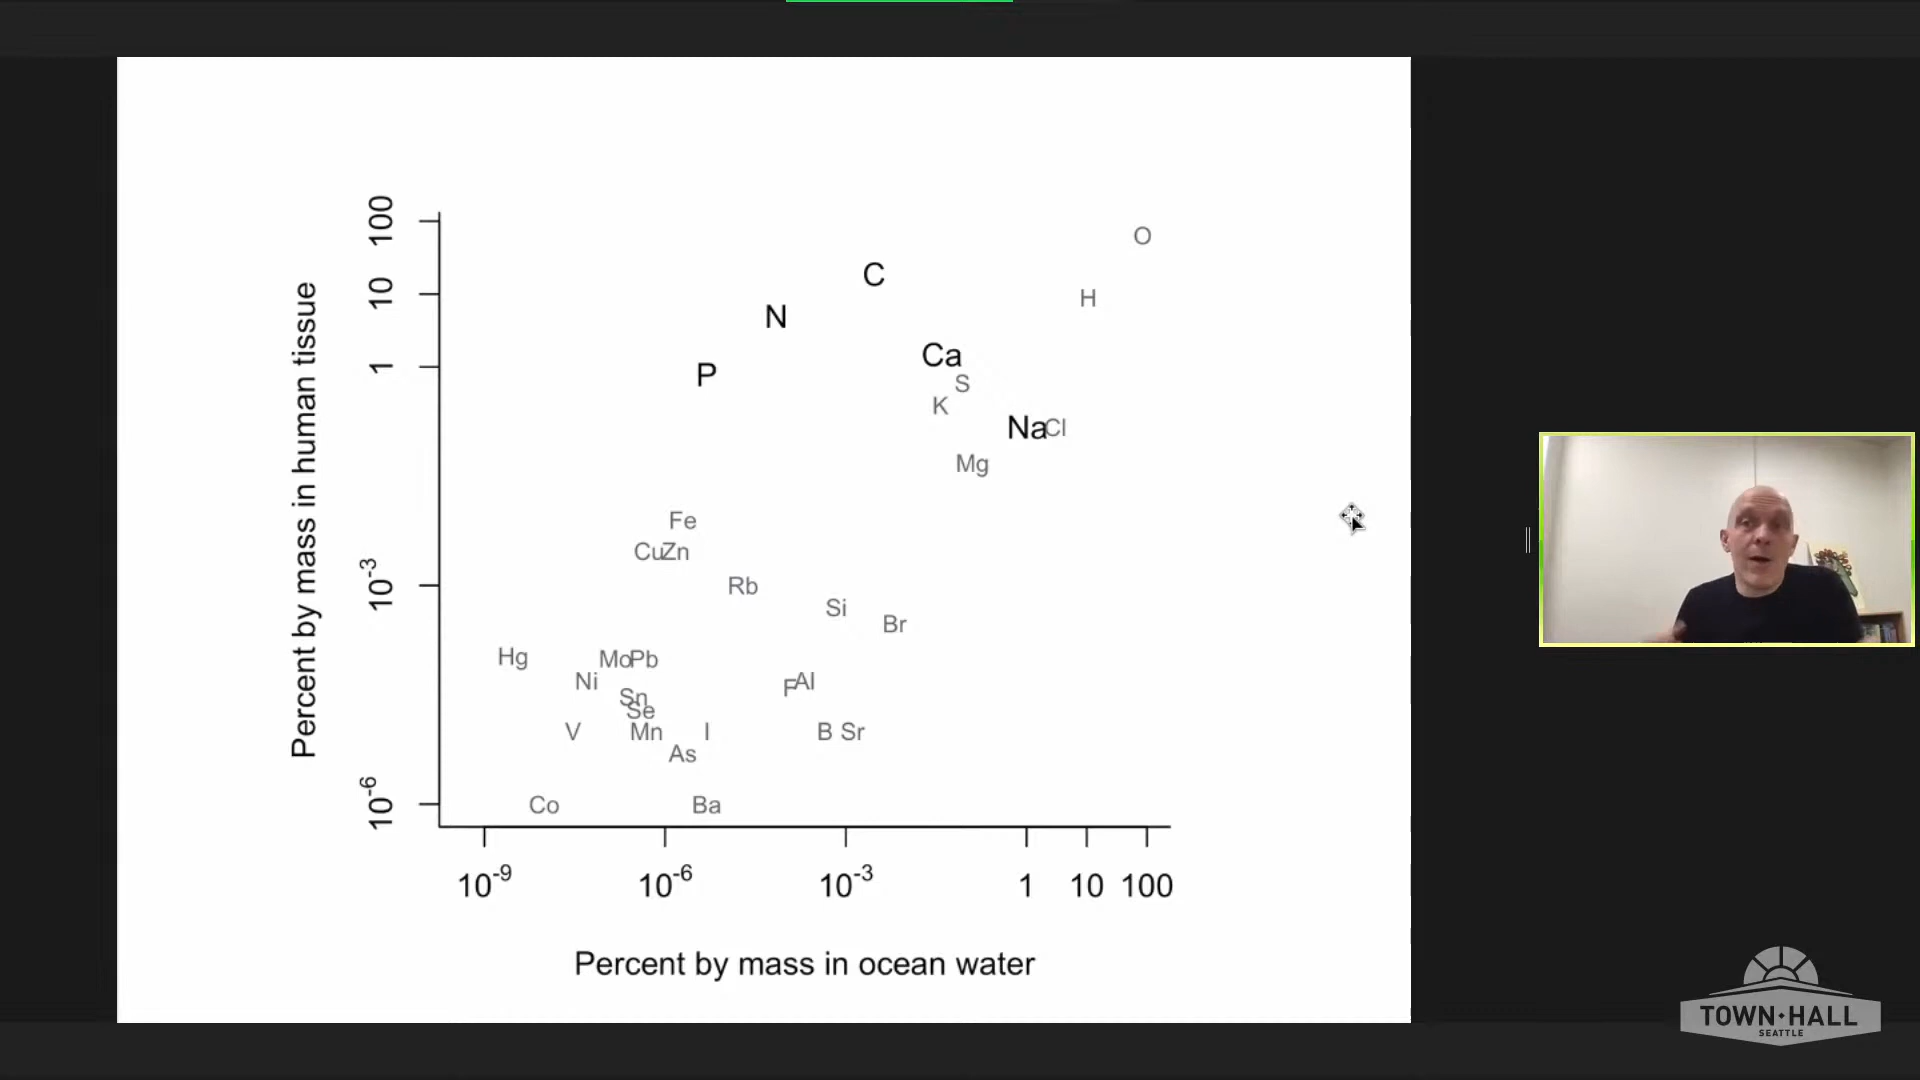 100
10
1
10-3
10-6
Percent by mass in human tissue
O
C
H
N
Ca
P
S
K
Na
Cl
Mg
Fe
Cu
Zn
Rb
Si
Br
Hg
Mo
Pb
Ni
F
Al
Sn
Se
V
Mn
I
B
Sr
As
Co
Ba
10-9
10-6
10-3
1
10
100
Percent by mass in ocean water
TOWN·HALL
SEATTLE